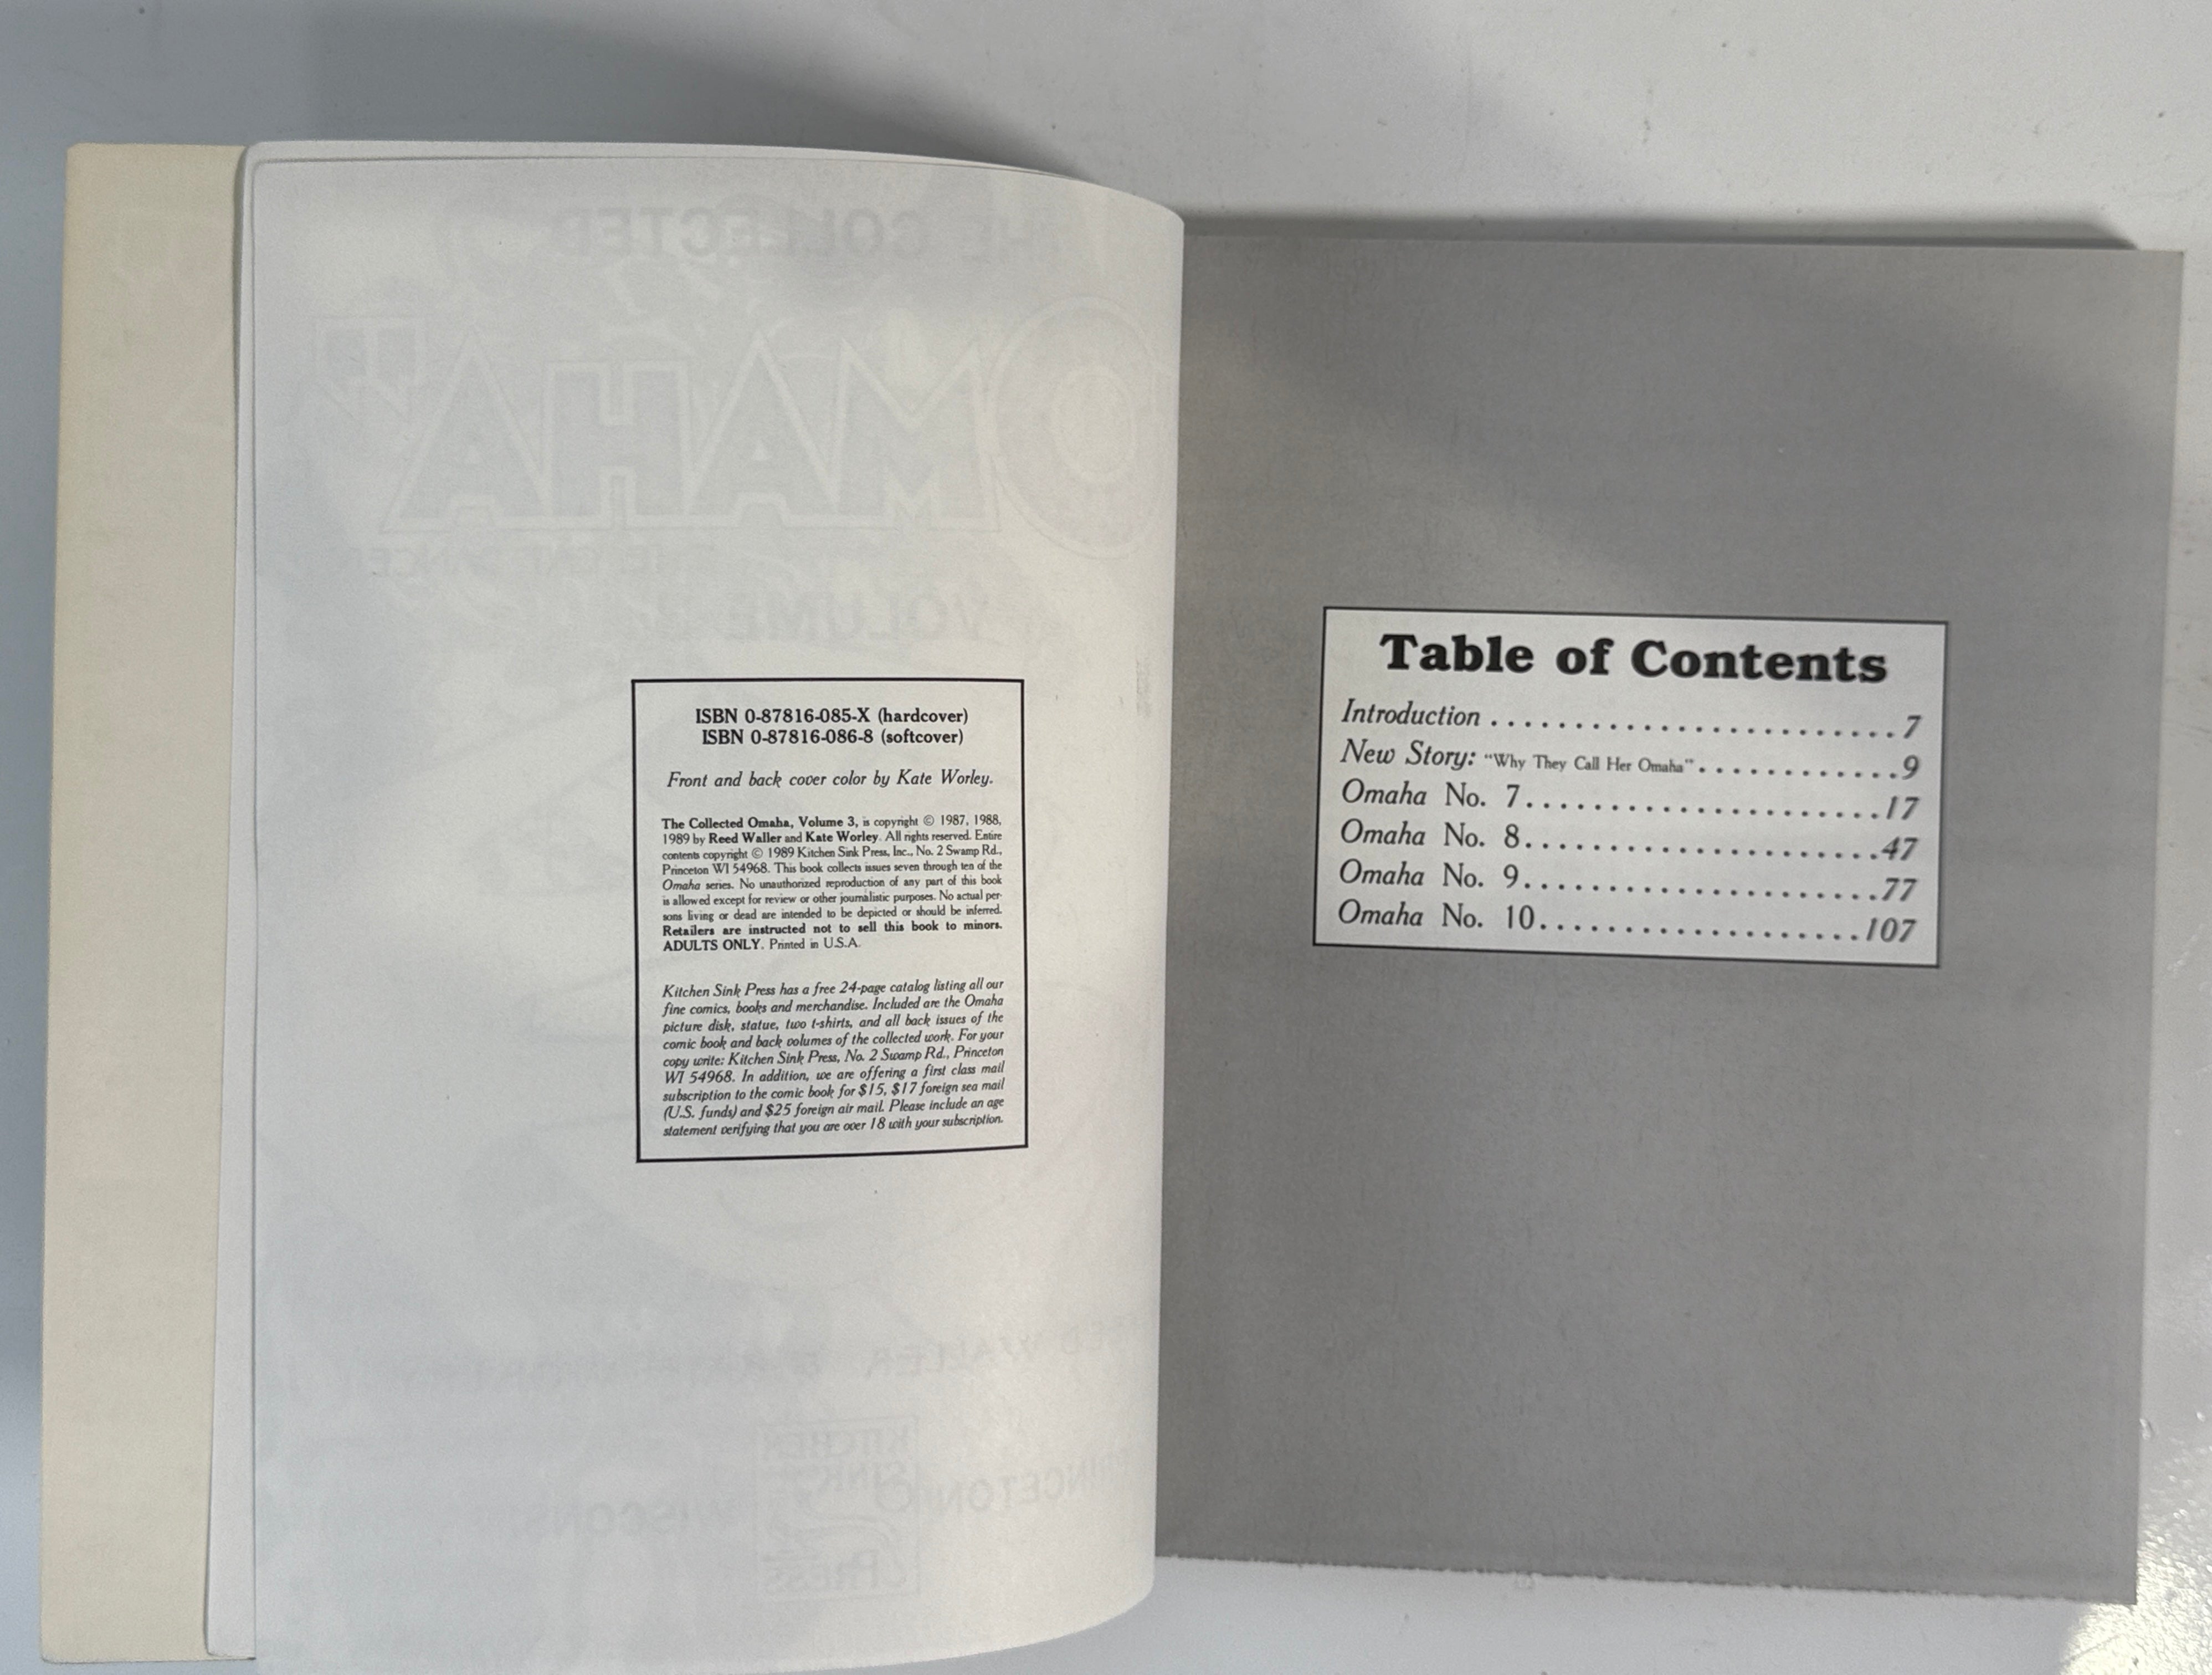 ISBN 0-87816-085-X (hardcover)
ISBN 0-87816-086-8 (softcover)
Front and back cover color by Kate Worley.
The Collected Omaha, Volume 3, is copyright © 1987, 1988,
1989 by Reed Waller and Kate Worley. All rights reserved. Entire
contents copyright © 1989 Kitchen Sink Press, Inc., No. 2 Swamp Rd.,
Princeton WI 54968. This book collects issues seven through ten of the
Omaha series. No unauthorized reproduction of any part of this book
is allowed except for review or other journalistic purposes. No actual per-
sons living or dead are intended to be depicted or should be inferred.
Retailers are instructed not to sell this book to minors.
ADULTS ONLY. Printed in U.S.A.
Kitchen Sink Press has a free 24-page catalog listing all our
fine comics, books and merchandise. Included are the Omaha
picture disk, statue, two t-shirts, and all back issues of the
comic book and back volumes of the collected work. For your
copy write: Kitchen Sink Press, No. 2 Swamp Rd., Princeton
WI 54968. In addition, we are offering a first class mail
subscription to the comic book for $15, $17 foreign sea mail
(U.S. funds) and $25 foreign air mail. Please include an age
statement verifying that you are over 18 with your subscription.
Table of Contents
Introduction . . . . . . . . . . . . . . . . . . . . . . . . 7
New Story: "Why They Call Her Omaha" . . . . . . . . . . . . 9
Omaha No. 7 . . . . . . . . . . . . . . . . . . . . . 17
Omaha No. 8 . . . . . . . . . . . . . . . . . . . . . 47
Omaha No. 9 . . . . . . . . . . . . . . . . . . . . . 77
Omaha No. 10 . . . . . . . . . . . . . . . . . . . 107